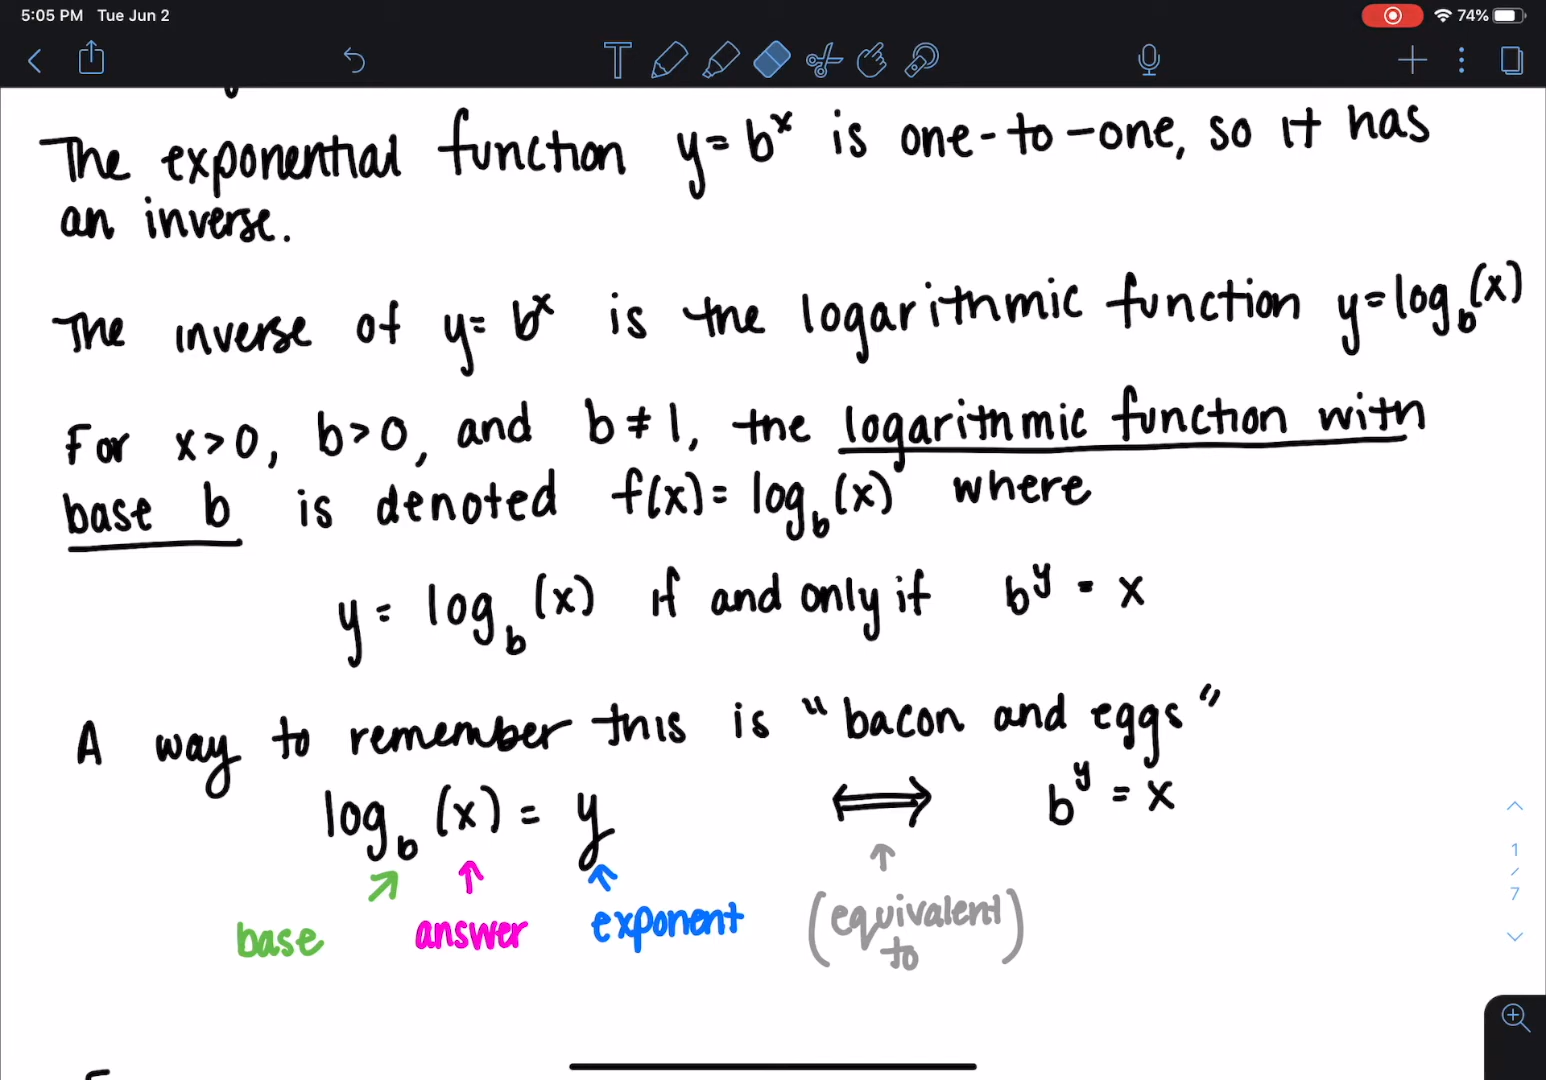 5:05 PM Tue Jun 2
74%
The exponential function y = b^x is one-to-one, so it has
an inverse.
The inverse of y = b^x is the logarithmic function y = log_b(x)
For x > 0, b > 0, and b ≠ 1, the logarithmic function with
base b is denoted f(x) = log_b(x) where
y = log_b(x) if and only if b^y = x
A way to remember this is "bacon and eggs"
log_b(x) = y ⟺ b^y = x
↗ ↑ ↑ ↑
base answer exponent (equivalent
to)
1
/
7